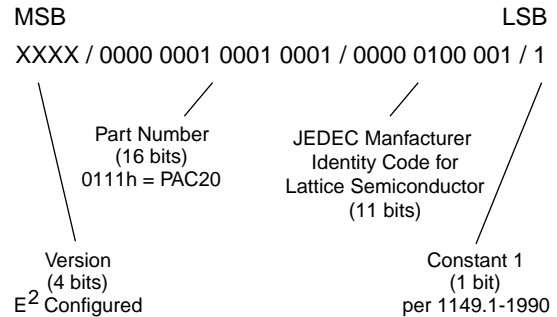 MSB LSB
XXXX / 0000 0001 0001 0001 / 0000 0100 001 / 1
Part Number
(16 bits)
0111h = PAC20
JEDEC Manfacturer
Identity Code for
Lattice Semiconductor
(11 bits)
Version
(4 bits)
E² Configured
Constant 1
(1 bit)
per 1149.1-1990